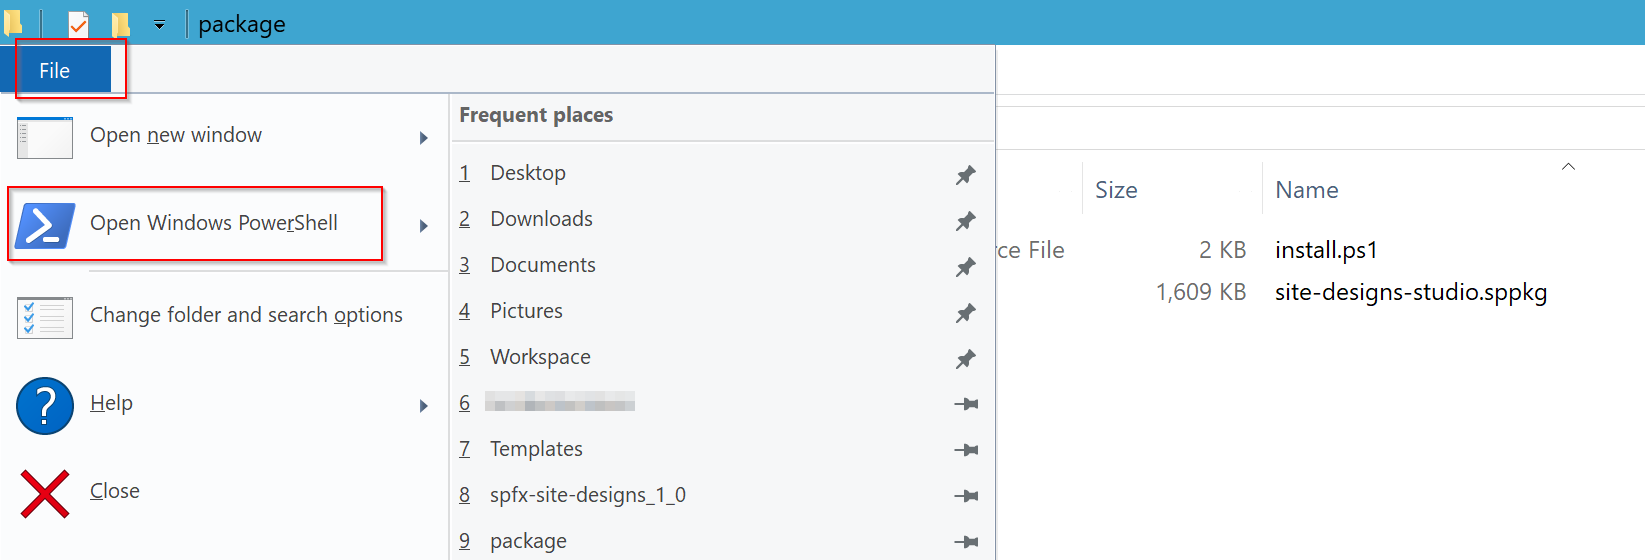 package
File
Open new window
Open Windows PowerShell
Change folder and search options
Help
Close
Frequent places
1 Desktop
2 Downloads
3 Documents
4 Pictures
5 Workspace
6
7 Templates
8 spfx-site-designs_1_0
9 package
Size Name
rce File 2 KB install.ps1
1,609 KB site-designs-studio.sppkg